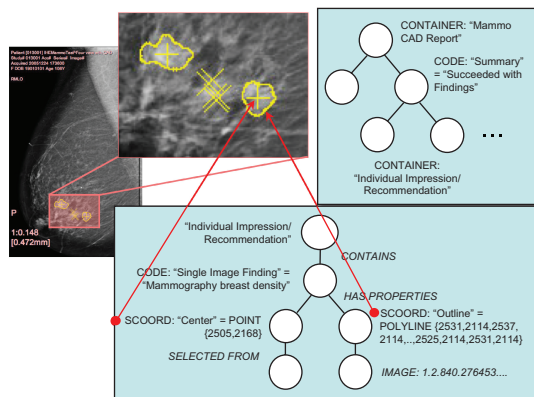 CONTAINER: “Mammo
CAD Report”
CODE: “Summary”
= “Succeeded with
Findings”
...
CONTAINER:
“Individual Impression/
Recommendation”
RMLO
P
1:0.148
[0.472mm]
“Individual Impression/
Recommendation”
CONTAINS
CODE: “Single Image Finding” =
“Mammography breast density”
HAS PROPERTIES
SCOORD: “Center” = POINT
{2505,2168}
SCOORD: “Outline” =
POLYLINE {2531,2114,2537,
2114,..,2525,2114,2531,2114}
SELECTED FROM
IMAGE: 1.2.840.276453....